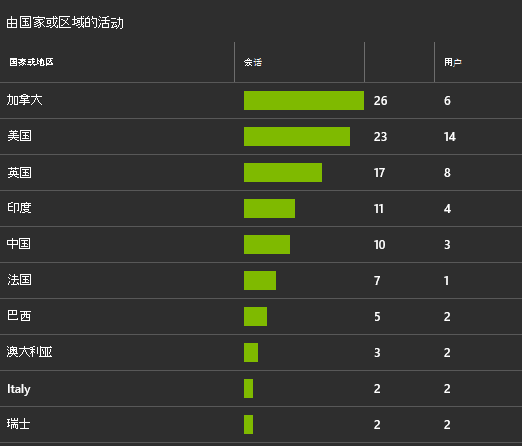 由国家或区域的活动
国家或地区 会话 用户
加拿大 26 6
美国 23 14
英国 17 8
印度 11 4
中国 10 3
法国 7 1
巴西 5 2
澳大利亚 3 2
Italy 2 2
瑞士 2 2